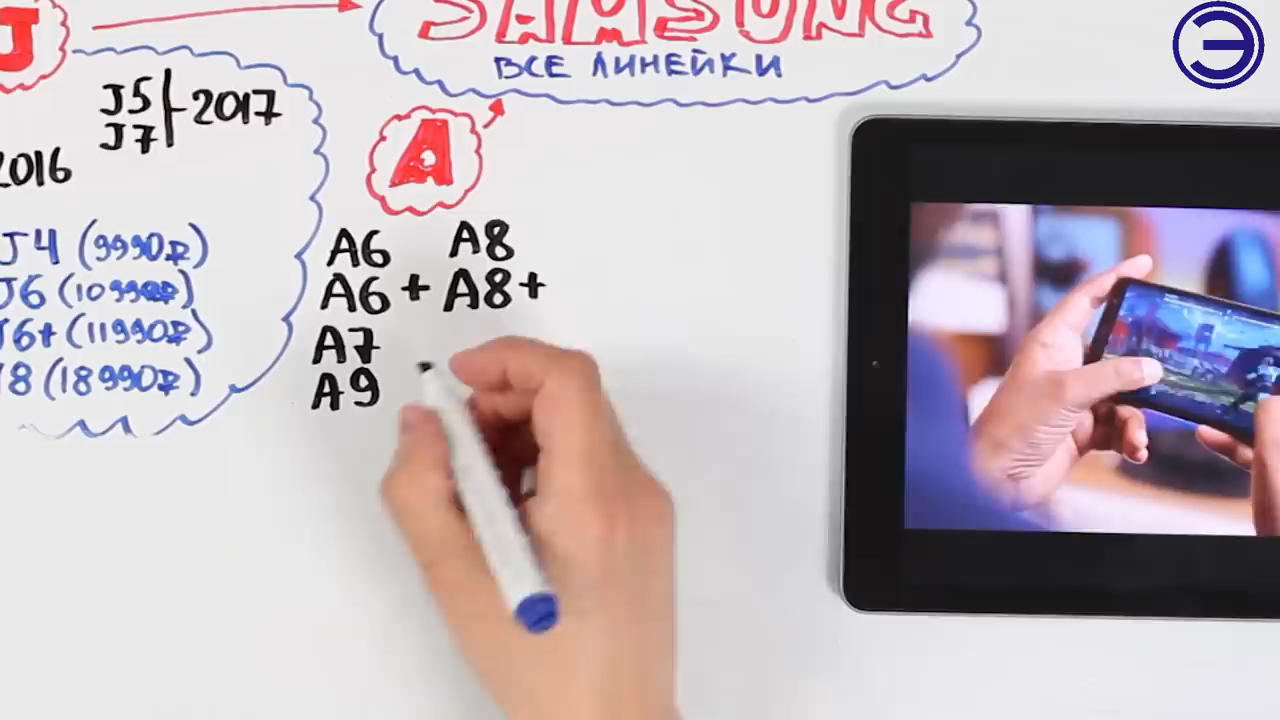 J
SAMSUNG
ВСЕ ЛИНЕЙКИ
Э
J5
J7
2017
2016
J4 (9990₽)
J6 (10990₽)
J6+ (11990₽)
J8 (18990₽)
A
A6 A8
A6+ A8+
A7
A9